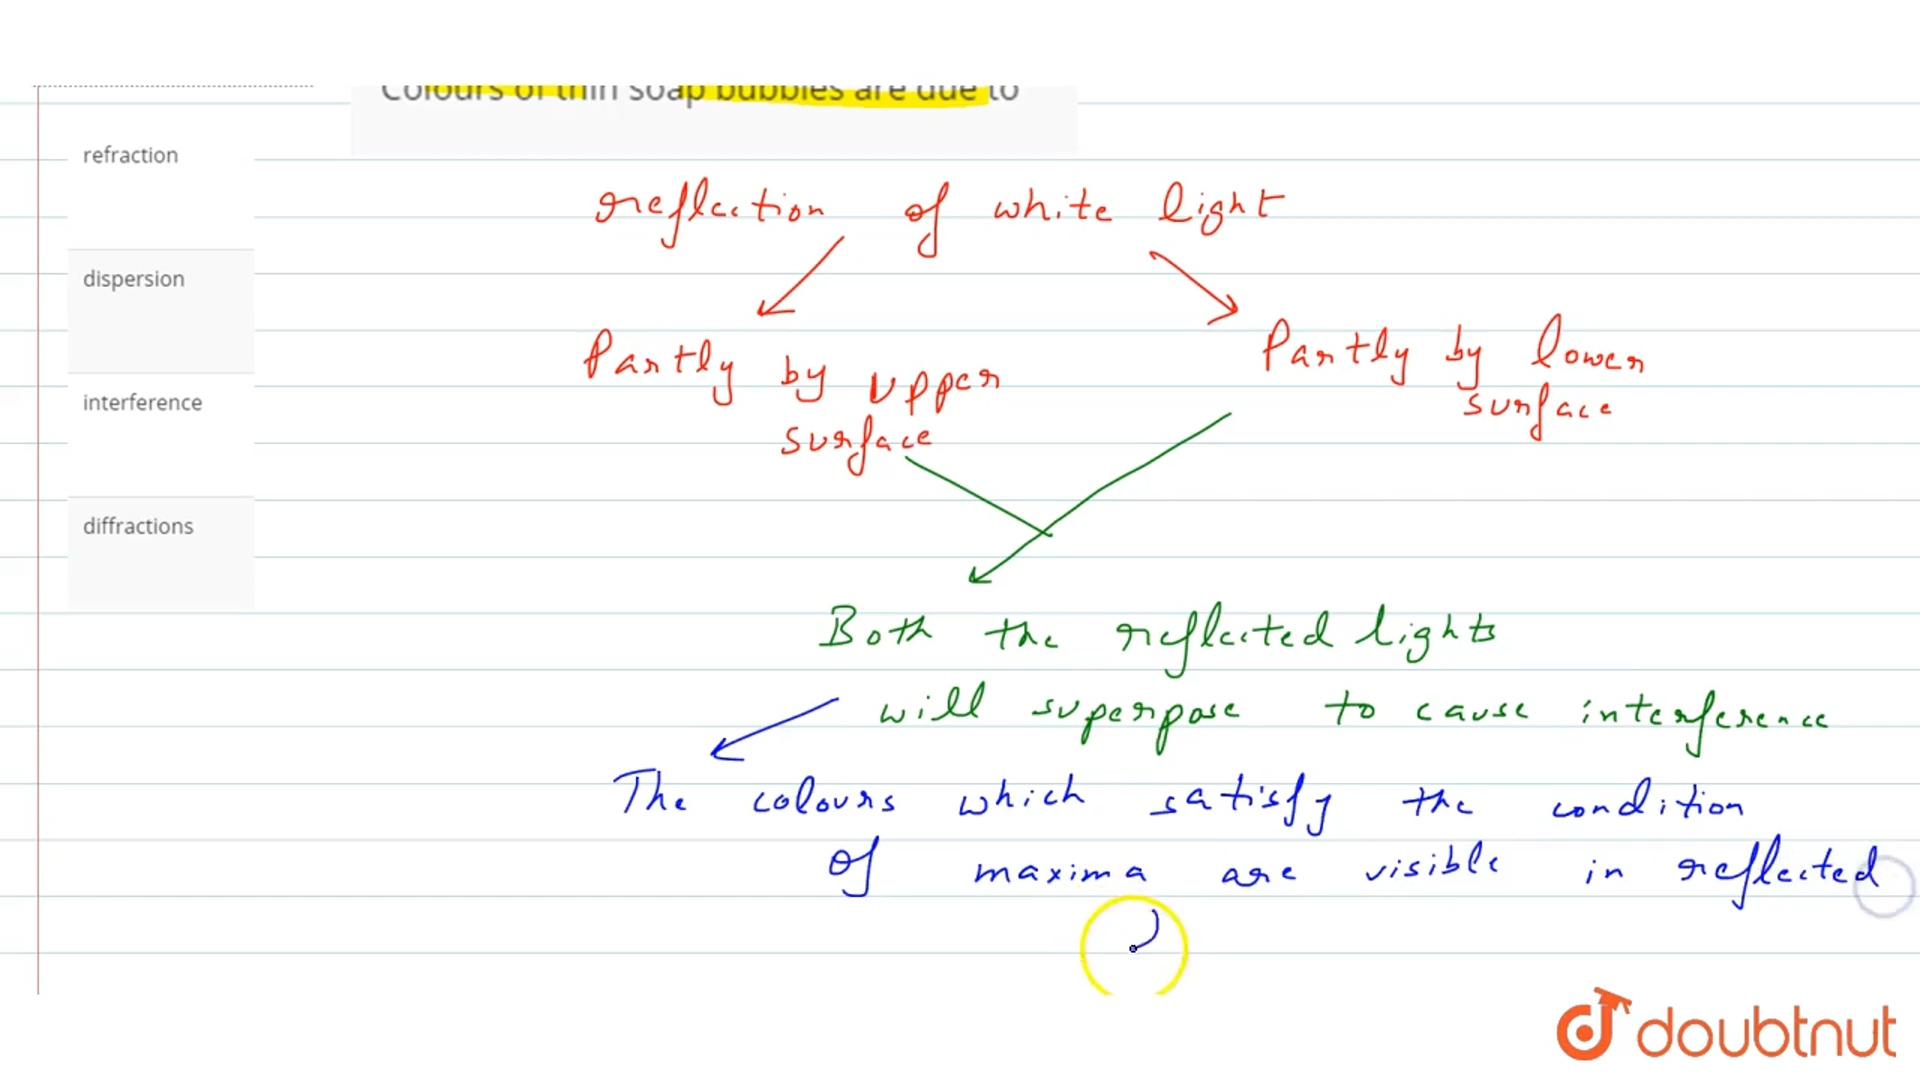 Colours of thin soap bubbles are due to
refraction
dispersion
interference
diffractions
reflection of white light
Partly by upper
surface
Partly by lower
surface
Both the reflected lights
will superpose to cause interference
The colours which satisfy the condition
of maxima are visible in reflected
doubtnut